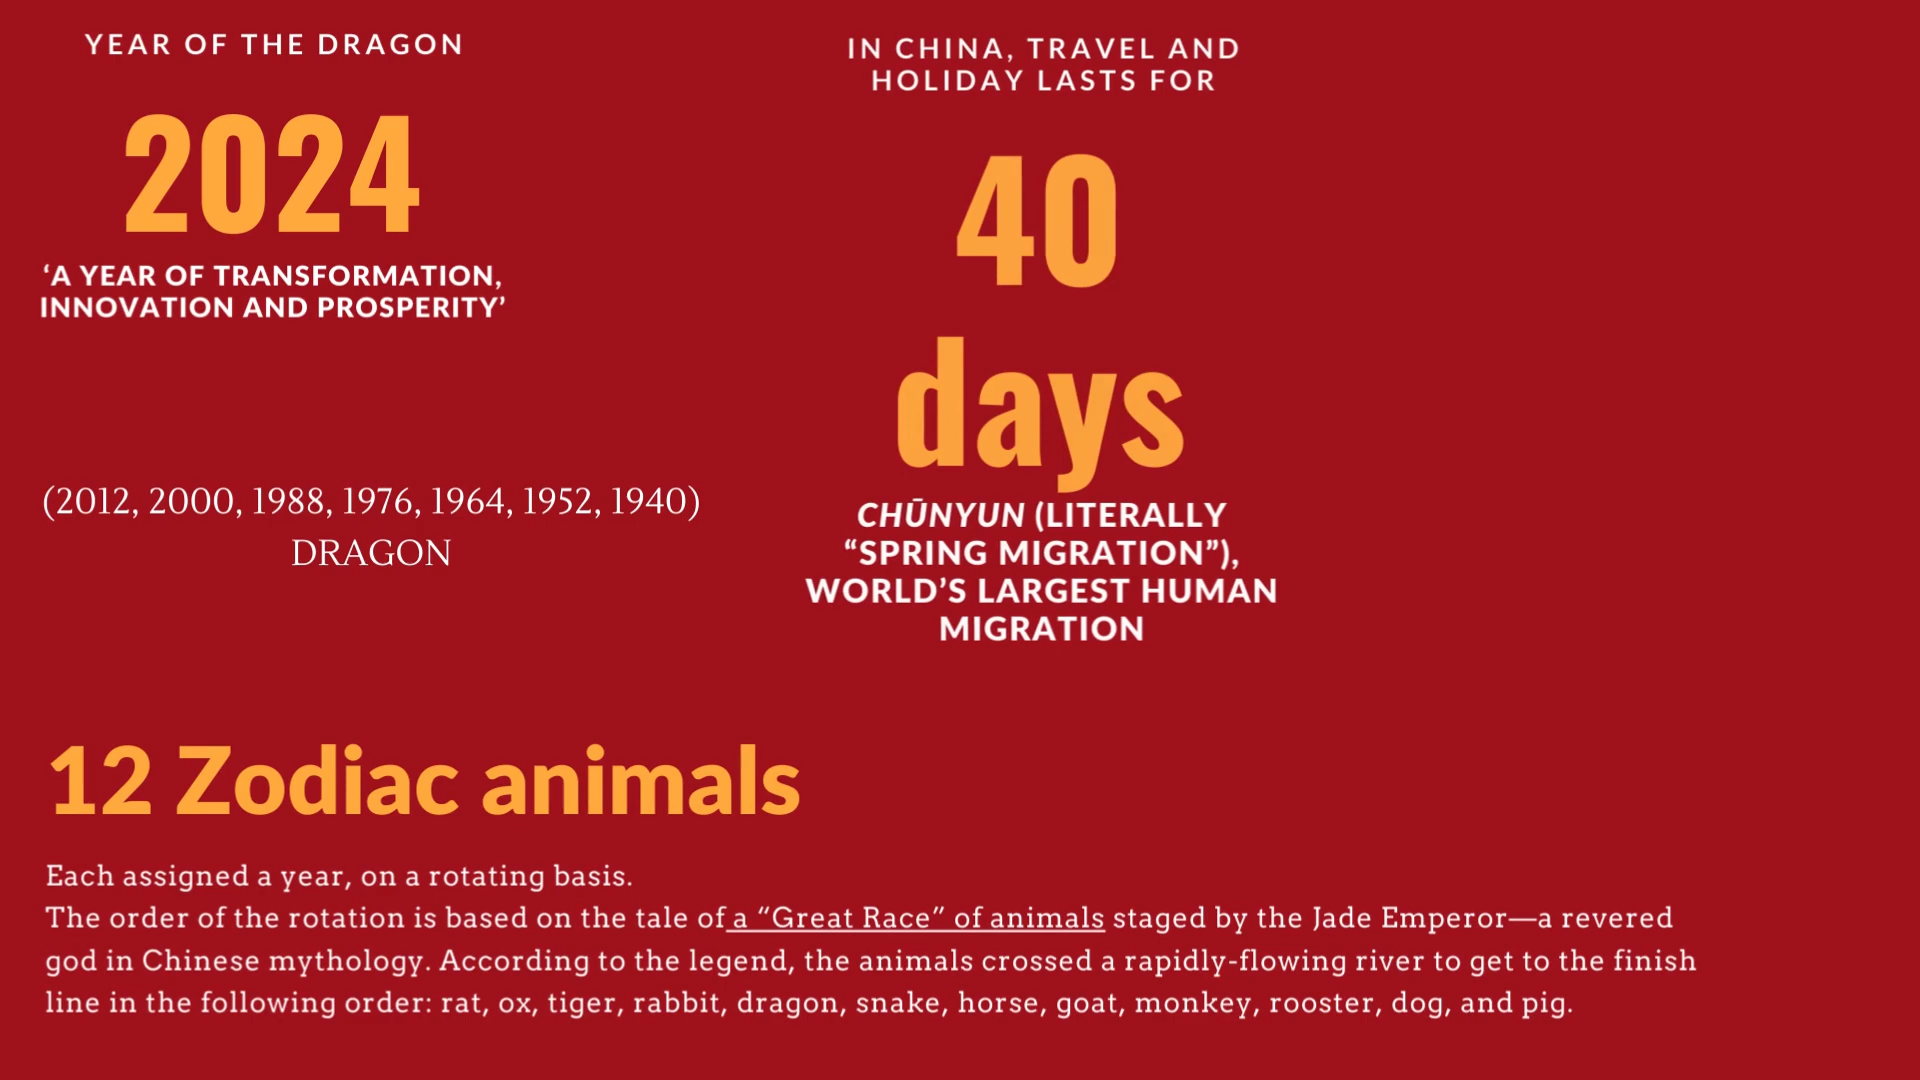 YEAR OF THE DRAGON
2024
‘A YEAR OF TRANSFORMATION,
INNOVATION AND PROSPERITY’
(2012, 2000, 1988, 1976, 1964, 1952, 1940)
DRAGON
IN CHINA, TRAVEL AND
HOLIDAY LASTS FOR
40
days
CHŪNYUN (LITERALLY
“SPRING MIGRATION”),
WORLD’S LARGEST HUMAN
MIGRATION
12 Zodiac animals
Each assigned a year, on a rotating basis.
The order of the rotation is based on the tale of a “Great Race” of animals staged by the Jade Emperor—a revered
god in Chinese mythology. According to the legend, the animals crossed a rapidly-flowing river to get to the finish
line in the following order: rat, ox, tiger, rabbit, dragon, snake, horse, goat, monkey, rooster, dog, and pig.